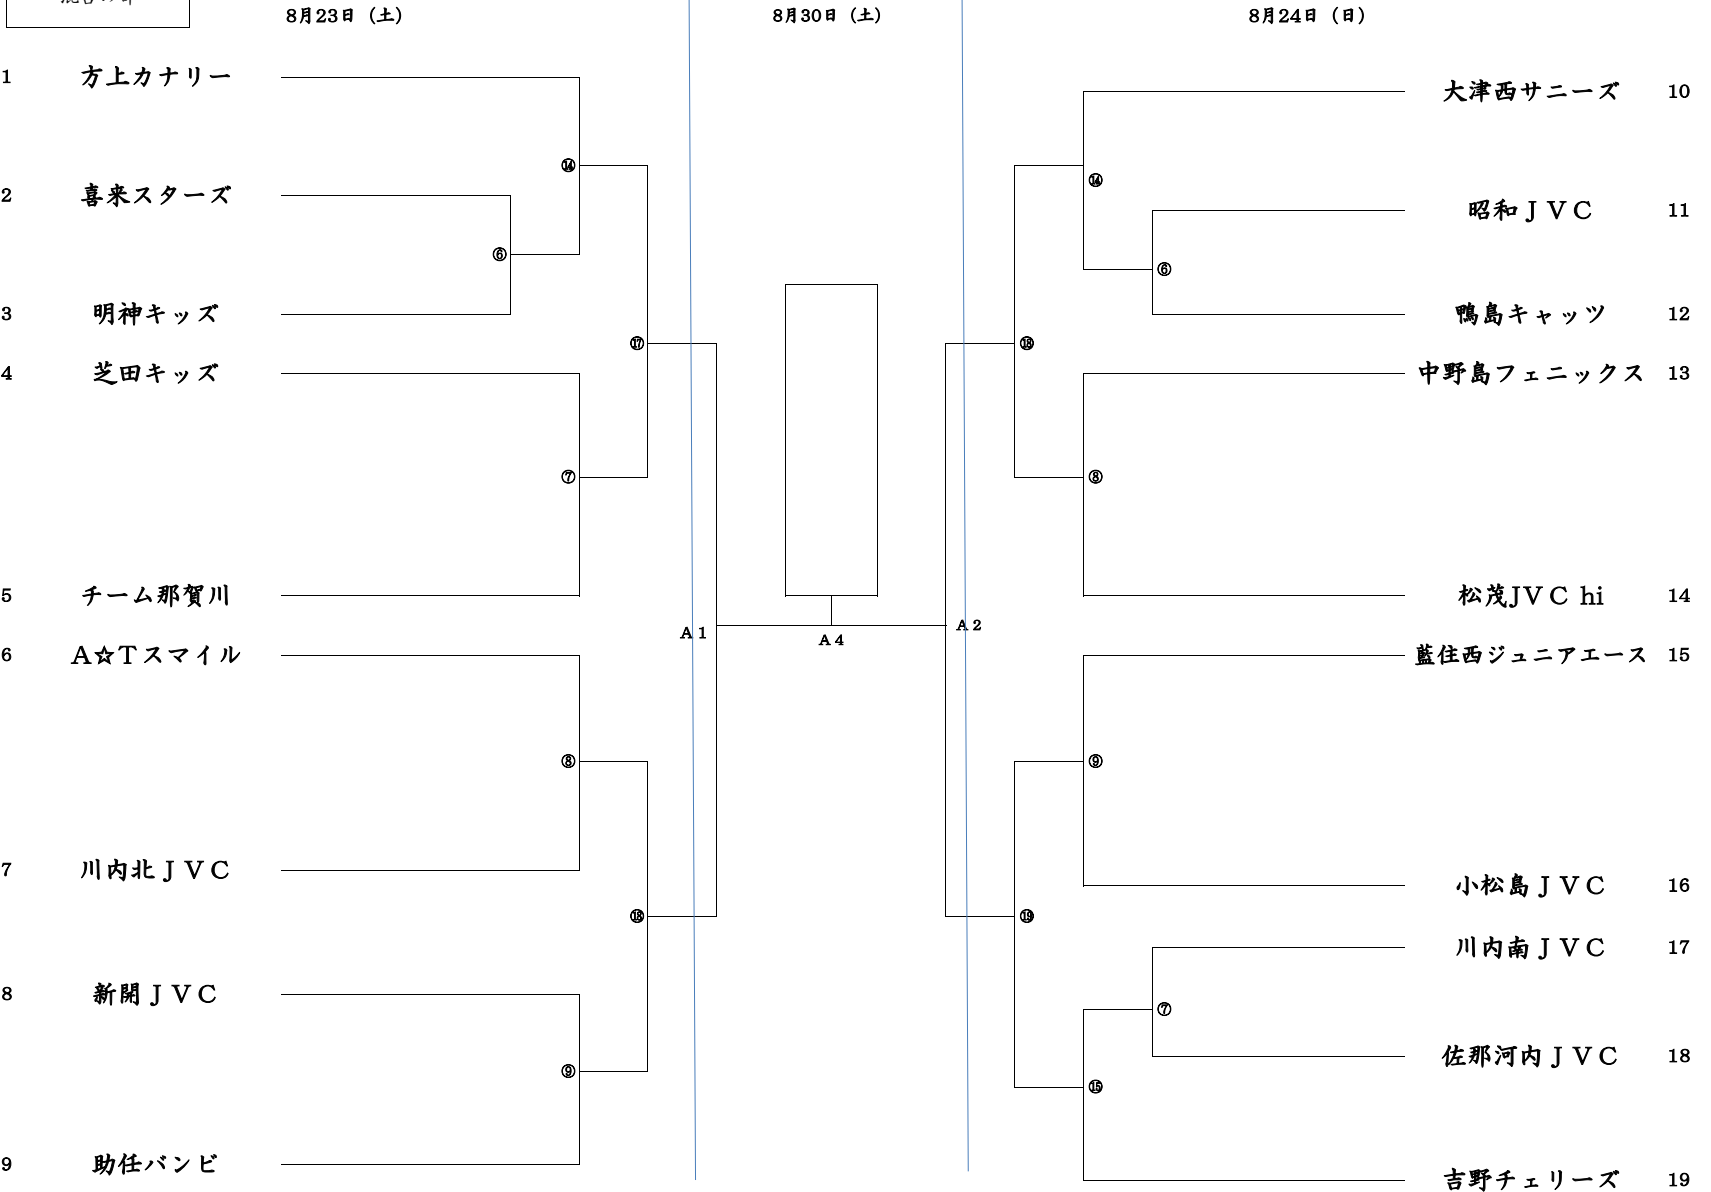 8月23日（土）
8月30日（土）
8月24日（日）
1 方上カナリー
2 喜来スターズ
3 明神キッズ
4 芝田キッズ
5 チーム那賀川
6 A☆Tスマイル
7 川内北ＪＶＣ
8 新開ＪＶＣ
9 助任バンビ
⑭
⑥
⑰
⑦
⑧
⑱
⑨
A１
A４
A２
⑭
⑥
⑱
⑧
⑨
⑲
⑦
⑮
大津西サニーズ 10
昭和ＪＶＣ 11
鴨島キャッツ 12
中野島フェニックス 13
松茂JＶＣ hi 14
藍住西ジュニアエース 15
小松島ＪＶＣ 16
川内南ＪＶＣ 17
佐那河内ＪＶＣ 18
吉野チェリーズ 19